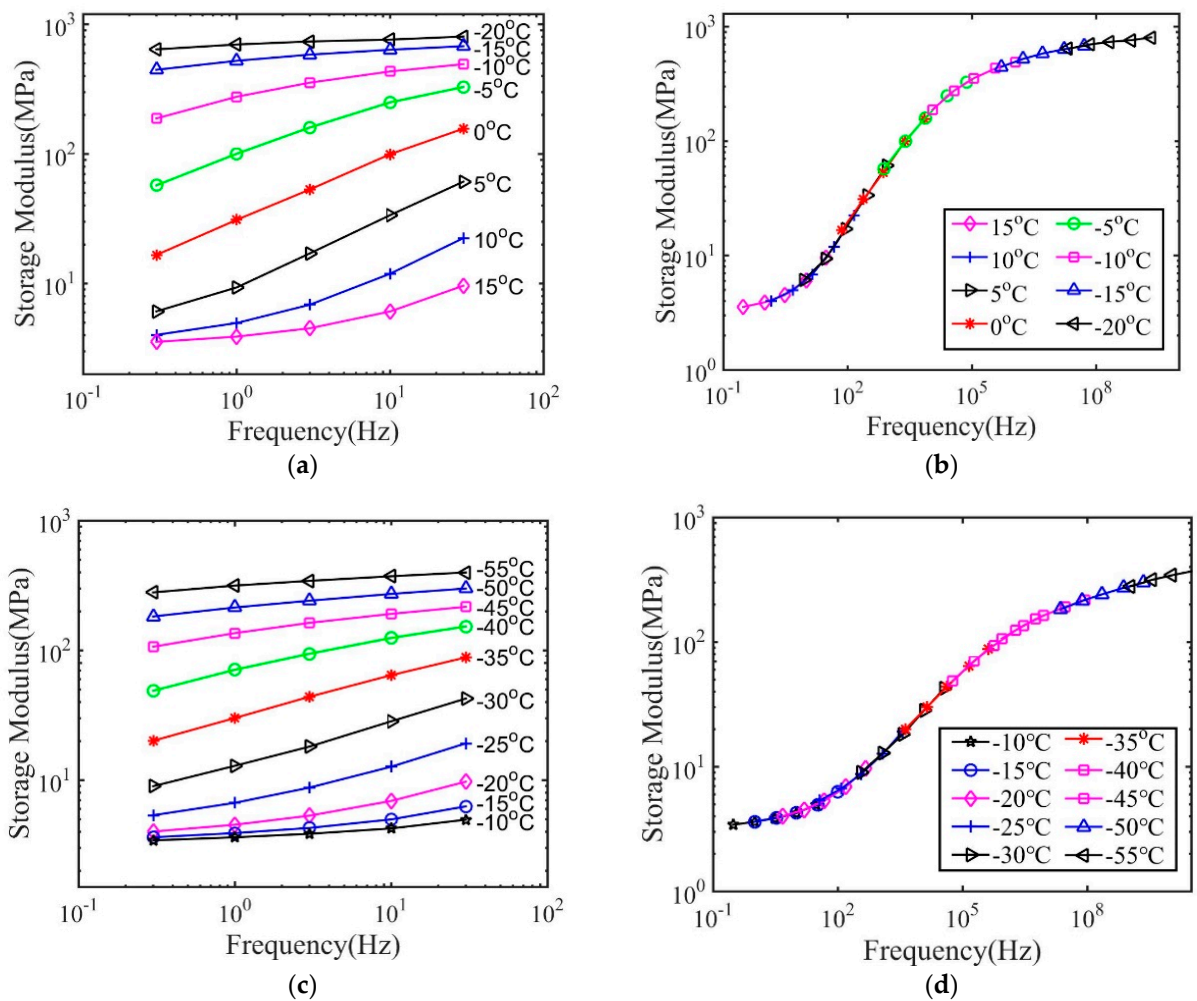 Storage Modulus(MPa)
10³
10²
10¹
-20°C
-15°C
-10°C
-5°C
0°C
5°C
10°C
15°C
10⁻¹ 10⁰ 10¹ 10²
Frequency(Hz)
(a)
Storage Modulus(MPa)
10³
10²
10¹
10⁰
15°C -5°C
10°C -10°C
5°C -15°C
0°C -20°C
10⁻¹ 10² 10⁵ 10⁸
Frequency(Hz)
(b)
Storage Modulus(MPa)
10³
10²
10¹
-55°C
-50°C
-45°C
-40°C
-35°C
-30°C
-25°C
-20°C
-15°C
-10°C
10⁻¹ 10⁰ 10¹ 10²
Frequency(Hz)
(c)
Storage Modulus(MPa)
10³
10²
10¹
10⁰
-10°C -35°C
-15°C -40°C
-20°C -45°C
-25°C -50°C
-30°C -55°C
10⁻¹ 10² 10⁵ 10⁸
Frequency(Hz)
(d)